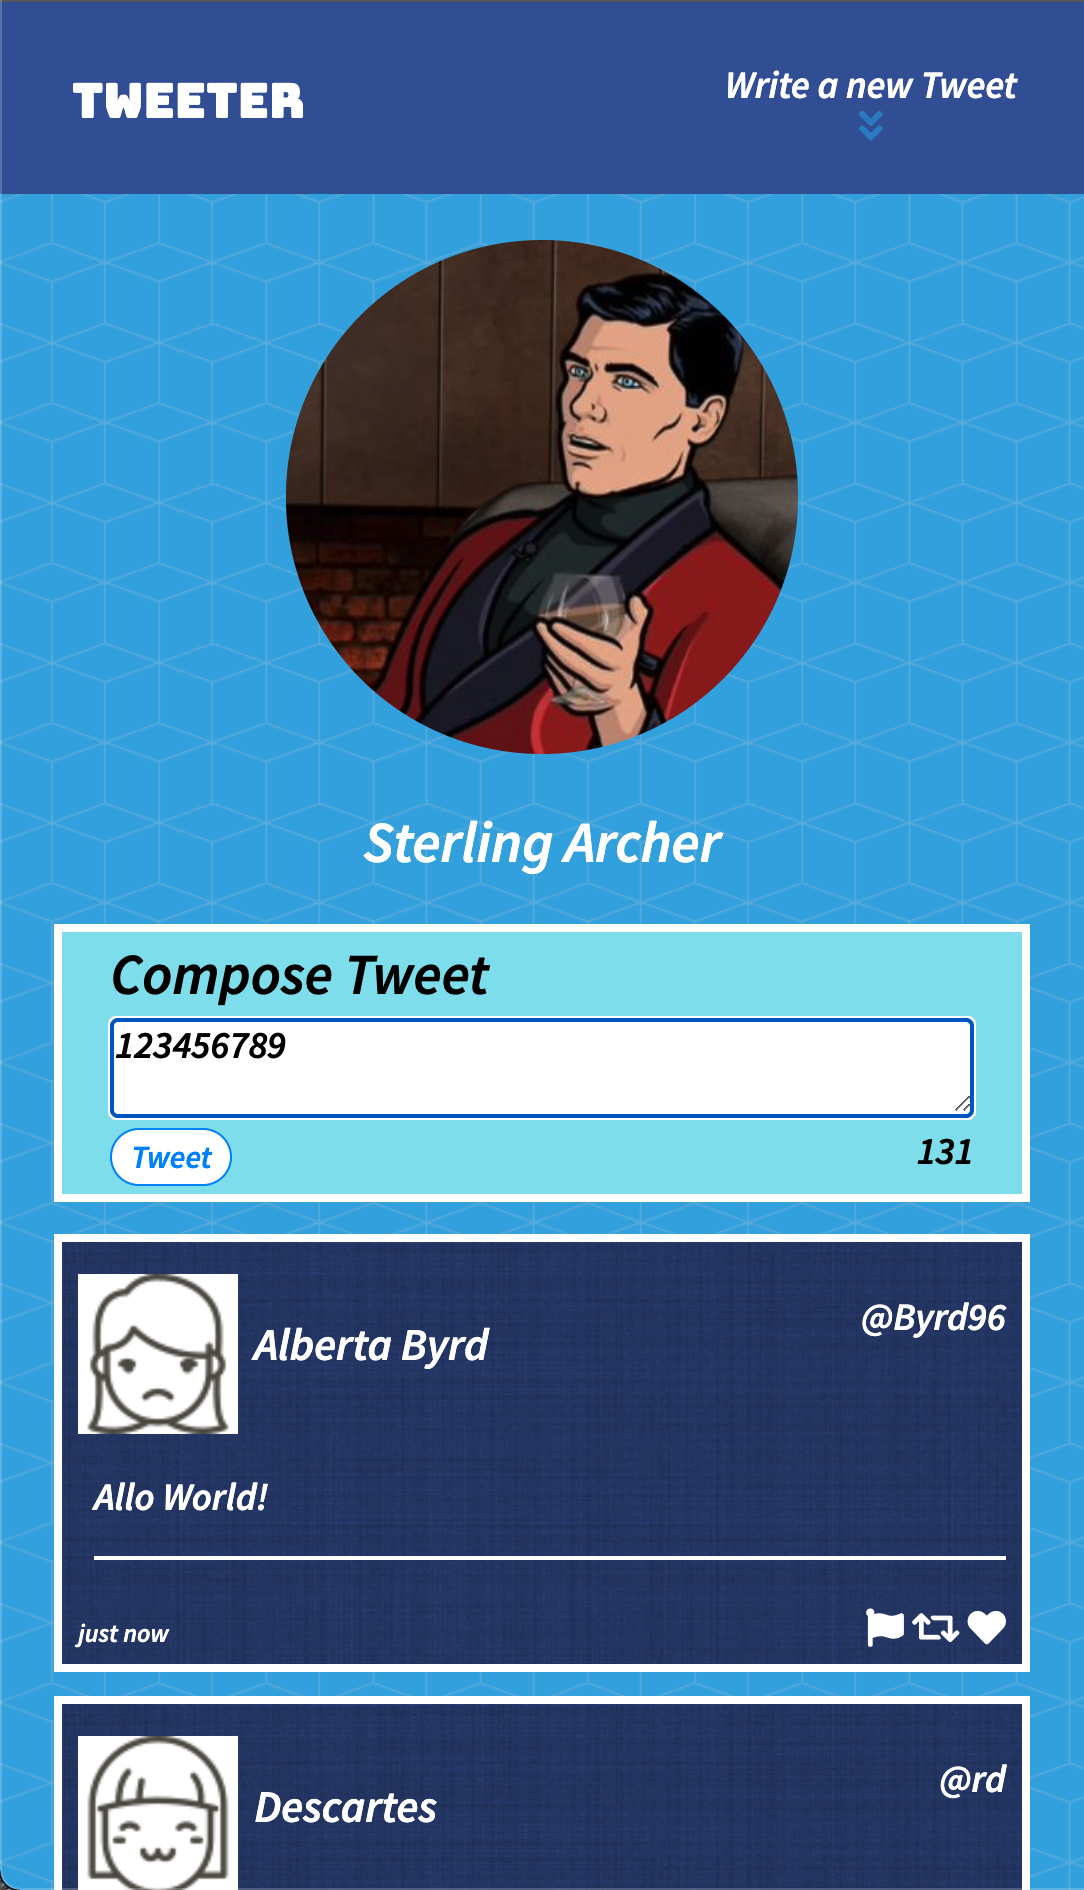 TWEETER
Write a new Tweet
Sterling Archer
Compose Tweet
123456789
Tweet
131
Alberta Byrd
@Byrd96
Allo World!
just now
Descartes
@rd